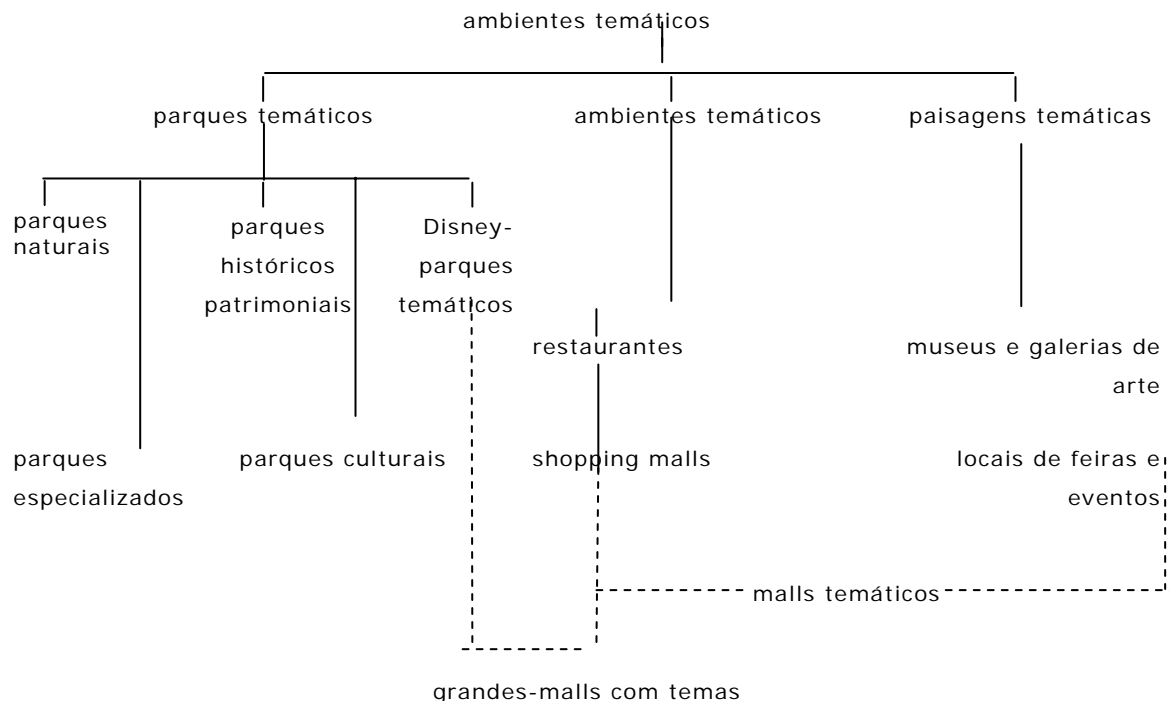 ambientes temáticos
parques temáticos
ambientes temáticos
paisagens temáticas
parques
naturais
parques
históricos
patrimoniais
Disney-
parques
temáticos
restaurantes
museus e galerias de
arte
parques
especializados
parques culturais
shopping malls
locais de feiras e
eventos
malls temáticos
grandes-malls com temas